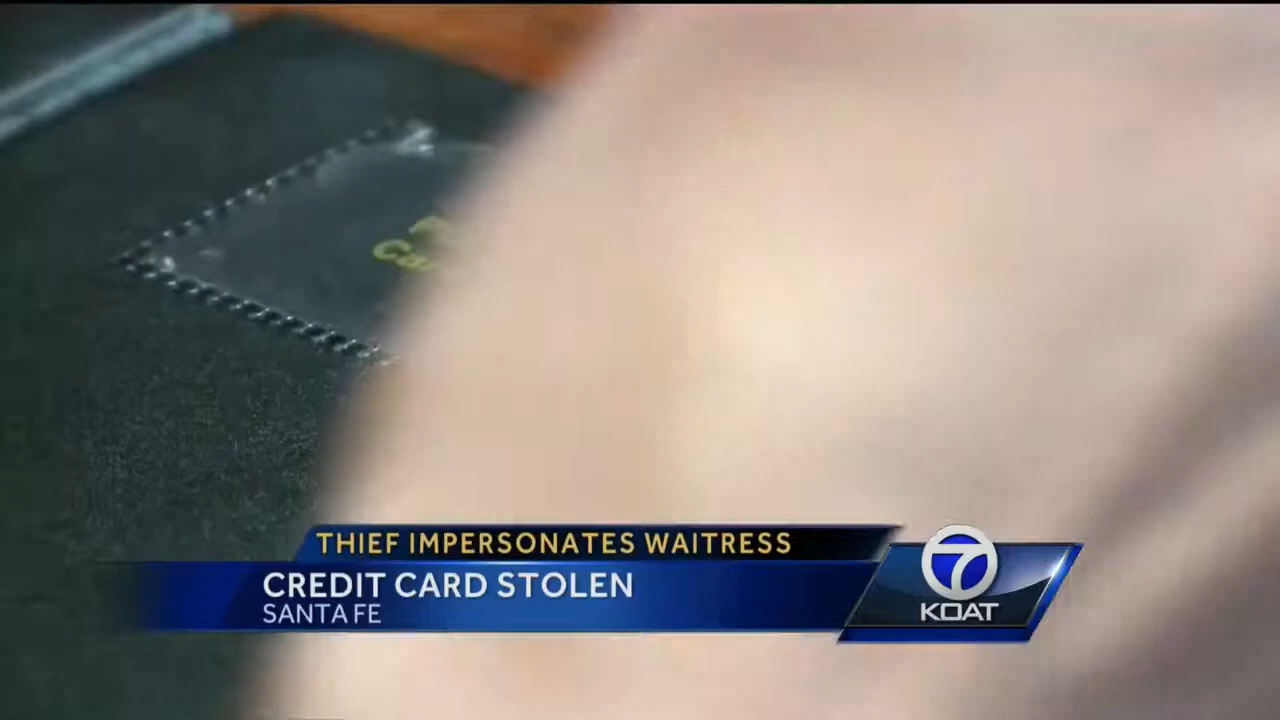 THIEF IMPERSONATES WAITRESS
CREDIT CARD STOLEN
SANTA FE
7
KOAT